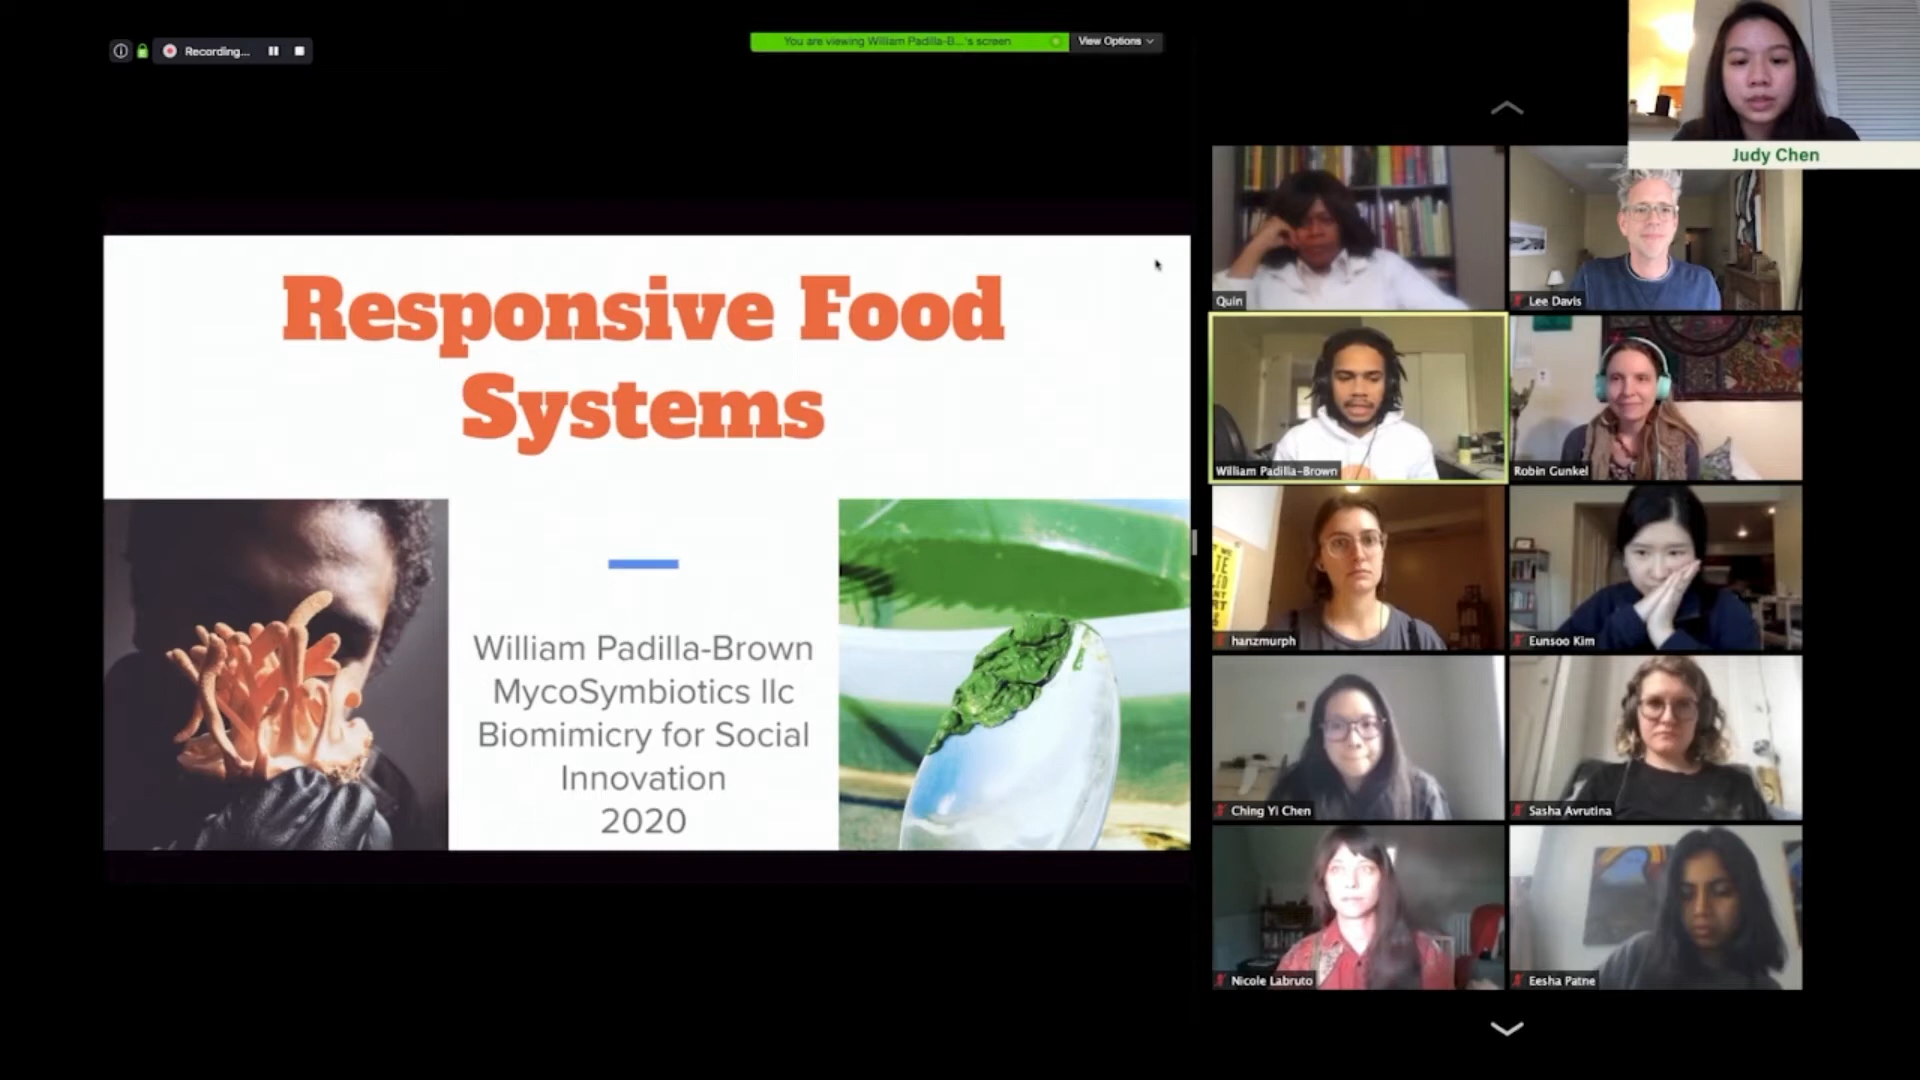 Recording...
You are viewing William Padilla-B...'s screen
View Options
Judy Chen
Responsive Food
Systems
William Padilla-Brown
MycoSymbiotics llc
Biomimicry for Social
Innovation
2020
Quin
Lee Davis
William Padilla-Brown
Robin Gunkel
hanzmurph
Eunsoo Kim
Ching Yi Chen
Sasha Avrutina
Nicole Labruto
Eesha Patne